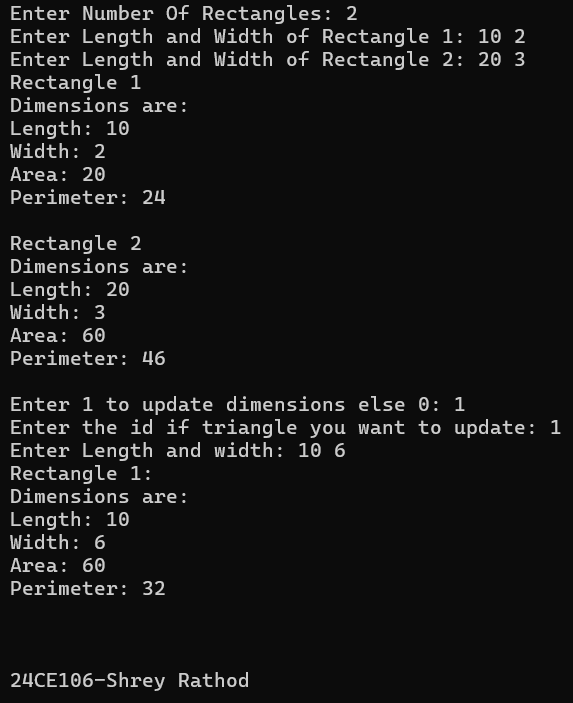 Enter Number Of Rectangles: 2
Enter Length and Width of Rectangle 1: 10 2
Enter Length and Width of Rectangle 2: 20 3
Rectangle 1
Dimensions are:
Length: 10
Width: 2
Area: 20
Perimeter: 24

Rectangle 2
Dimensions are:
Length: 20
Width: 3
Area: 60
Perimeter: 46

Enter 1 to update dimensions else 0: 1
Enter the id if triangle you want to update: 1
Enter Length and width: 10 6
Rectangle 1:
Dimensions are:
Length: 10
Width: 6
Area: 60
Perimeter: 32

24CE106-Shrey Rathod